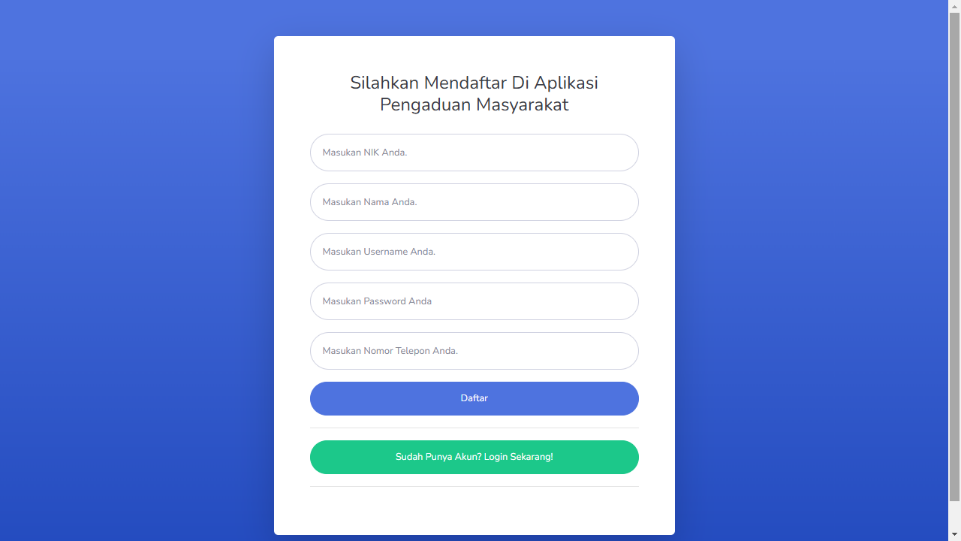 Silahkan Mendaftar Di Aplikasi
Pengaduan Masyarakat
Masukan NIK Anda.
Masukan Nama Anda.
Masukan Username Anda.
Masukan Password Anda
Masukan Nomor Telepon Anda.
Daftar
Sudah Punya Akun? Login Sekarang!